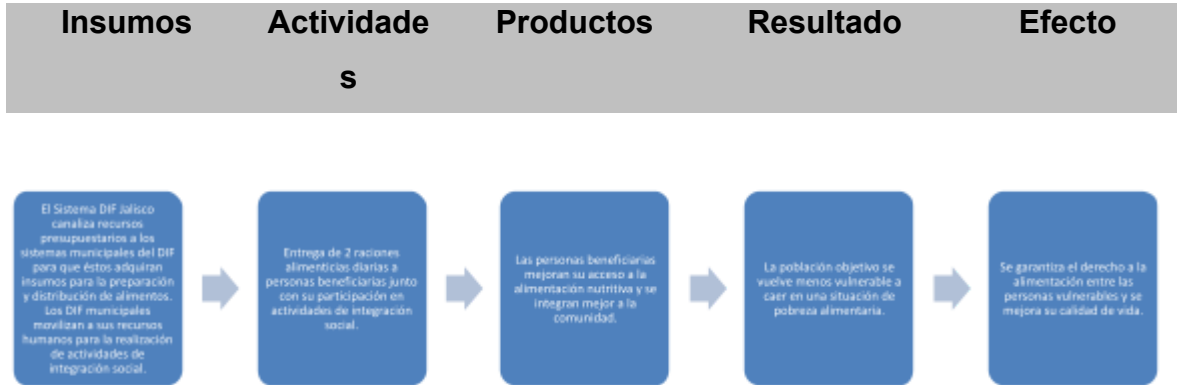 Insumos Actividade Productos Resultado Efecto
s
El Sistema DIF Jalisco
canaliza recursos
presupuestarios a los
sistemas municipales del DIF
para que éstos adquiran
insumos para la preparación
y distribución de alimentos.
Los DIF municipales
movilizan a sus recursos
humanos para la realización
de actividades de
integración social.
Entrega de 2 raciones
alimenticias diarias a
personas beneficiarias junto
con su participación en
actividades de integración
social.
Las personas beneficiarias
mejoran su acceso a la
alimentación nutritiva y se
integran mejor a la
comunidad.
La población objetivo se
vuelve menos vulnerable a
caer en una situación de
pobreza alimentaria.
Se garantiza el derecho a la
alimentación entre las
personas vulnerables y se
mejora su calidad de vida.